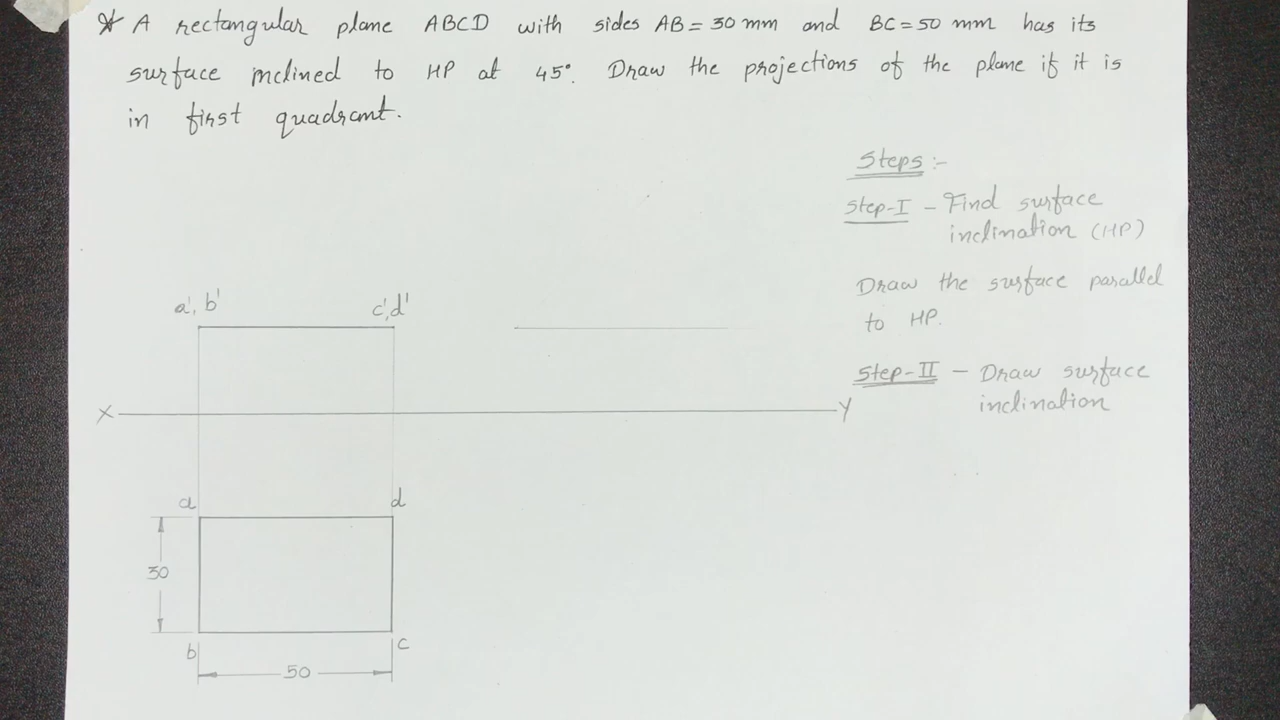 * A rectangular plane ABCD with sides AB = 30 mm and BC = 50 mm has its
surface inclined to HP at 45°. Draw the projections of the plane if it is
in first quadrant.
Steps :-
Step-I - Find surface
inclination (HP)
Draw the surface parallel
to HP.
Step-II - Draw surface
inclination
a', b' c', d'
X Y
a d
30
b c
50